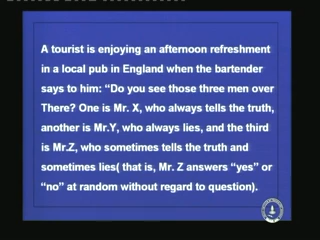 A tourist is enjoying an afternoon refreshment
in a local pub in England when the bartender
says to him: “Do you see those three men over
There? One is Mr. X, who always tells the truth,
another is Mr.Y, who always lies, and the third
is Mr.Z, who sometimes tells the truth and
sometimes lies( that is, Mr. Z answers “yes” or
“no” at random without regard to question).